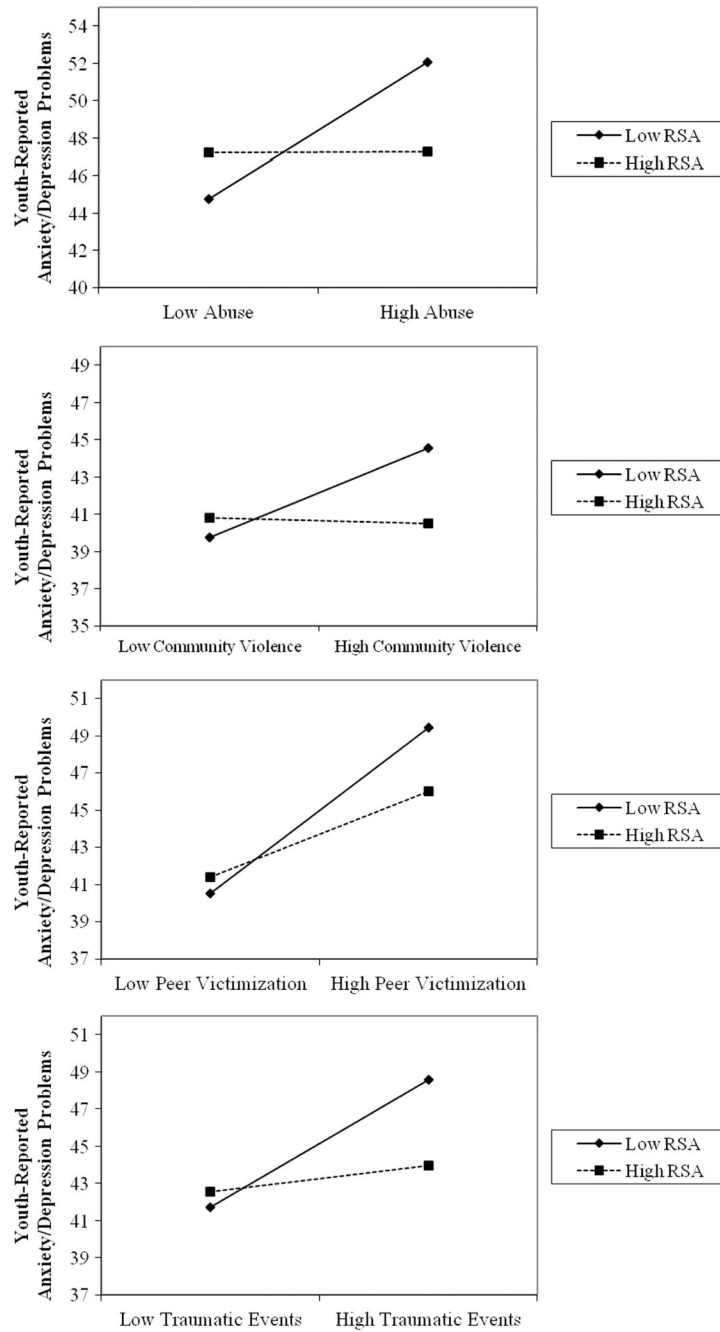 Youth-Reported
Anxiety/Depression Problems
54
52
50
48
46
44
42
40
Low Abuse
High Abuse
Low RSA
High RSA
Youth-Reported
Anxiety/Depression Problems
49
47
45
43
41
39
37
35
Low Community Violence
High Community Violence
Low RSA
High RSA
Youth-Reported
Anxiety/Depression Problems
51
49
47
45
43
41
39
37
Low Peer Victimization
High Peer Victimization
Low RSA
High RSA
Youth-Reported
Anxiety/Depression Problems
51
49
47
45
43
41
39
37
Low Traumatic Events
High Traumatic Events
Low RSA
High RSA